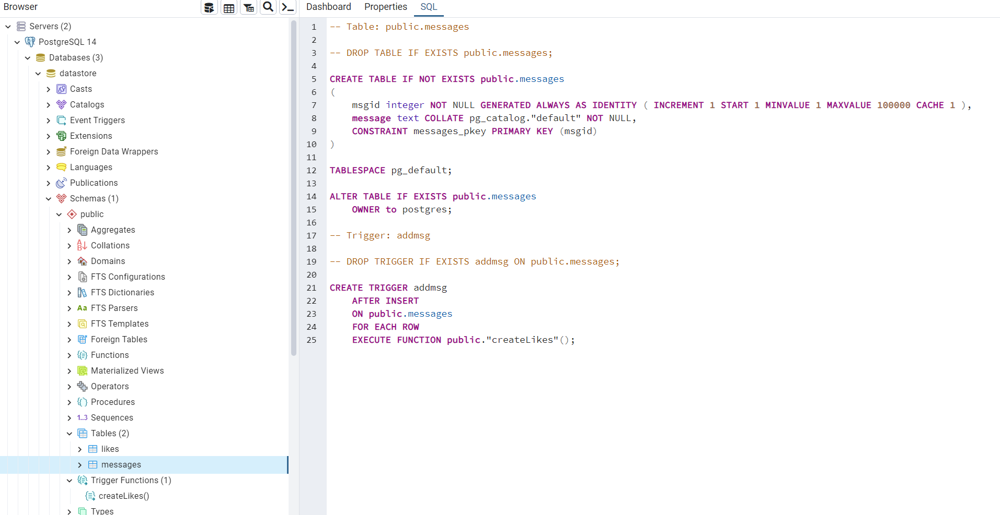 Browser
Servers (2)
PostgreSQL 14
Databases (3)
datastore
Casts
Catalogs
Event Triggers
Extensions
Foreign Data Wrappers
Languages
Publications
Schemas (1)
public
Aggregates
Collations
Domains
FTS Configurations
FTS Dictionaries
Aa FTS Parsers
FTS Templates
Foreign Tables
Functions
Materialized Views
Operators
Procedures
1..3 Sequences
Tables (2)
likes
messages
Trigger Functions (1)
createLikes()
Types
Dashboard Properties SQL
1 -- Table: public.messages
2
3 -- DROP TABLE IF EXISTS public.messages;
4
5 CREATE TABLE IF NOT EXISTS public.messages
6 (
7     msgid integer NOT NULL GENERATED ALWAYS AS IDENTITY ( INCREMENT 1 START 1 MINVALUE 1 MAXVALUE 100000 CACHE 1 ),
8     message text COLLATE pg_catalog."default" NOT NULL,
9     CONSTRAINT messages_pkey PRIMARY KEY (msgid)
10 )
11
12 TABLESPACE pg_default;
13
14 ALTER TABLE IF EXISTS public.messages
15     OWNER to postgres;
16
17 -- Trigger: addmsg
18
19 -- DROP TRIGGER IF EXISTS addmsg ON public.messages;
20
21 CREATE TRIGGER addmsg
22     AFTER INSERT
23     ON public.messages
24     FOR EACH ROW
25     EXECUTE FUNCTION public."createLikes"();